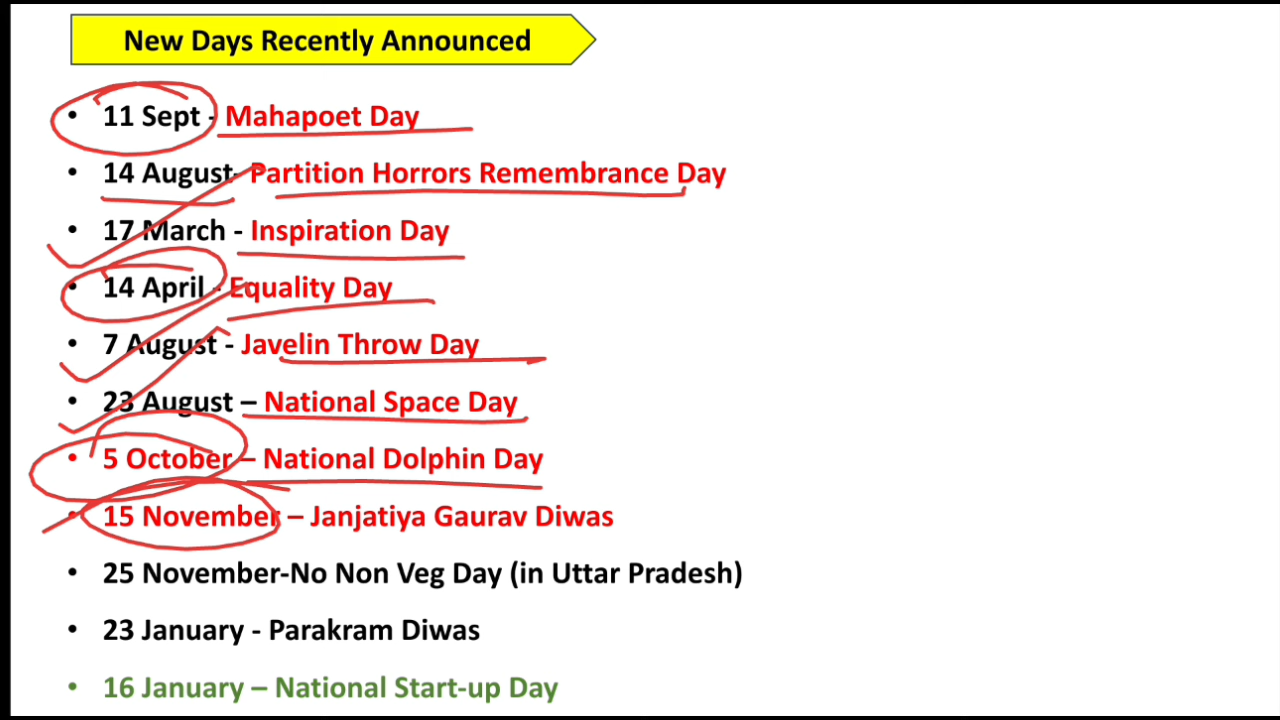 New Days Recently Announced
• 11 Sept - Mahapoet Day
• 14 August- Partition Horrors Remembrance Day
• 17 March - Inspiration Day
• 14 April - Equality Day
• 7 August - Javelin Throw Day
• 23 August – National Space Day
• 5 October – National Dolphin Day
• 15 November – Janjatiya Gaurav Diwas
• 25 November-No Non Veg Day (in Uttar Pradesh)
• 23 January - Parakram Diwas
• 16 January – National Start-up Day